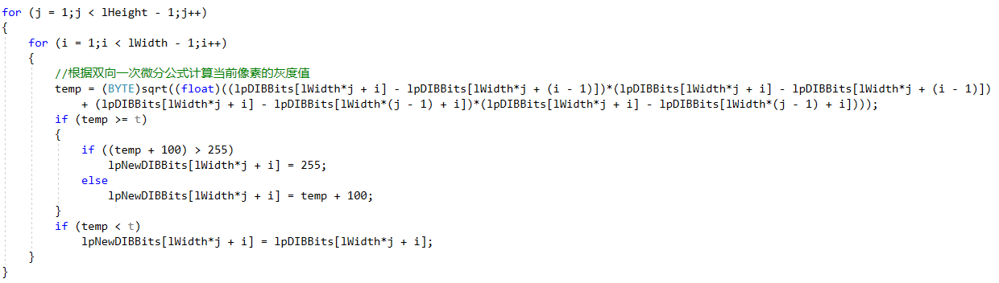 for (j = 1;j < lHeight - 1;j++)
{
    for (i = 1;i < lWidth - 1;i++)
    {
        //根据双向一次微分公式计算当前像素的灰度值
        temp = (BYTE)sqrt((float)((lpDIBBits[lWidth*j + i] - lpDIBBits[lWidth*j + (i - 1)])*(lpDIBBits[lWidth*j + i] - lpDIBBits[lWidth*j + (i - 1)])
            + (lpDIBBits[lWidth*j + i] - lpDIBBits[lWidth*(j - 1) + i])*(lpDIBBits[lWidth*j + i] - lpDIBBits[lWidth*(j - 1) + i])));
        if (temp >= t)
        {
            if ((temp + 100) > 255)
                lpNewDIBBits[lWidth*j + i] = 255;
            else
                lpNewDIBBits[lWidth*j + i] = temp + 100;
        }
        if (temp < t)
            lpNewDIBBits[lWidth*j + i] = lpDIBBits[lWidth*j + i];
    }
}